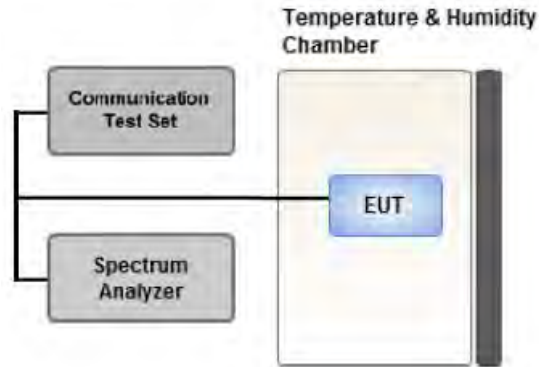 Temperature & Humidity
Chamber
Communication
Test Set
EUT
Spectrum
Analyzer